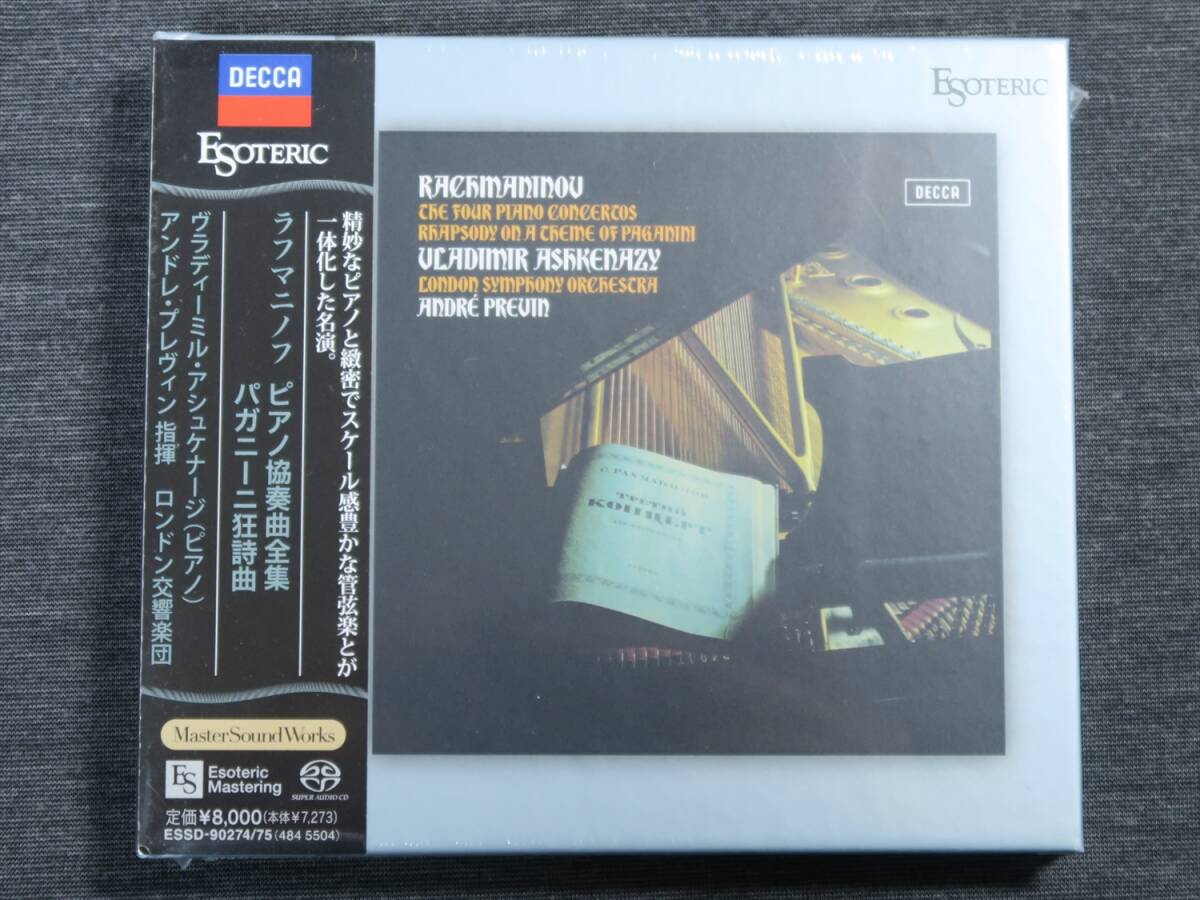 DECCA
ESOTERIC
精妙なピアノと緻密でスケール感豊かな管弦楽とが
一体化した名演。
ラフマニノフ ピアノ協奏曲全集
パガニーニ狂詩曲
ヴラディーミル・アシュケナージ(ピアノ)
アンドレ・プレヴィン 指揮 ロンドン交響楽団
MasterSoundWorks
ES
Esoteric
Mastering
SUPER AUDIO CD
定価¥8,000(本体¥7,273)
ESSD-90274/75(484 5504)
ESOTERIC
RACHMANINOV
THE FOUR PIANO CONCERTOS
RHAPSODY ON A THEME OF PAGANINI
VLADIMIR ASHKENAZY
LONDON SYMPHONY ORCHESTRA
ANDRÉ PREVIN
DECCA